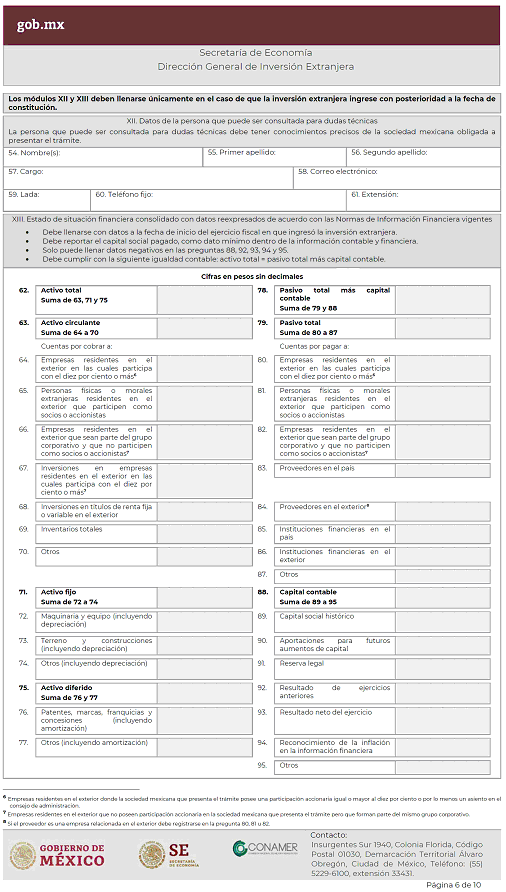 gob.mx
Secretaría de Economía
Dirección General de Inversión Extranjera
Los módulos XII y XIII deben llenarse únicamente en el caso de que la inversión extranjera ingrese con posterioridad a la fecha de
constitución.
XII. Datos de la persona que puede ser consultada para dudas técnicas
La persona que puede ser consultada para dudas técnicas debe tener conocimientos precisos de la sociedad mexicana obligada a
presentar el trámite.
54. Nombre(s):
55. Primer apellido:
56. Segundo apellido:
57. Cargo:
58. Correo electrónico:
59. Lada:
60. Teléfono fijo:
61. Extensión:
XIII. Estado de situación financiera consolidado con datos reexpresados de acuerdo con las Normas de Información Financiera vigentes
• Debe llenarse con datos a la fecha de inicio del ejercicio fiscal en que ingresó la inversión extranjera.
• Debe reportar el capital social pagado, como dato mínimo dentro de la información contable y financiera.
• Solo puede llenar datos negativos en las preguntas 88, 92, 93, 94 y 95.
• Debe cumplir con la siguiente igualdad contable: activo total = pasivo total más capital contable.
Cifras en pesos sin decimales
62. Activo total
Suma de 63, 71 y 75
63. Activo circulante
Suma de 64 a 70
Cuentas por cobrar a:
64. Empresas residentes en el
exterior en las cuales participa
con el diez por ciento o más⁶
65. Personas físicas o morales
extranjeras residentes en el
exterior que participen como
socios o accionistas
66. Empresas residentes en el
exterior que sean parte del grupo
corporativo y que no participen
como socios o accionistas⁷
67. Inversiones en empresas
residentes en el exterior en las
cuales participa con el diez por
ciento o más⁷
68. Inversiones en títulos de renta fija
o variable en el exterior
69. Inventarios totales
70. Otros
71. Activo fijo
Suma de 72 a 74
72. Maquinaria y equipo (incluyendo
depreciación)
73. Terreno y construcciones
(incluyendo depreciación)
74. Otros (incluyendo depreciación)
75. Activo diferido
Suma de 76 y 77
76. Patentes, marcas, franquicias y
concesiones (incluyendo
amortización)
77. Otros (incluyendo amortización)
78. Pasivo total más capital
contable
Suma de 79 y 88
79. Pasivo total
Suma de 80 a 87
Cuentas por pagar a:
80. Empresas residentes en el
exterior en las cuales participa
con el diez por ciento o más⁶
81. Personas físicas o morales
extranjeras residentes en el
exterior que participen como
socios o accionistas
82. Empresas residentes en el
exterior que sean parte del grupo
corporativo y que no participen
como socios o accionistas⁷
83. Proveedores en el país
84. Proveedores en el exterior⁸
85. Instituciones financieras en el
país
86. Instituciones financieras en el
exterior
87. Otros
88. Capital contable
Suma de 89 a 95
89. Capital social histórico
90. Aportaciones para futuros
aumentos de capital
91. Reserva legal
92. Resultado de ejercicios
anteriores
93. Resultado neto del ejercicio
94. Reconocimiento de la inflación
en la información financiera
95. Otros
⁶ Empresas residentes en el exterior donde la sociedad mexicana que presenta el trámite posee una participación accionaria igual o mayor al diez por ciento o por lo menos un asiento en el
consejo de administración.
⁷ Empresas residentes en el exterior que no poseen participación accionaria en la sociedad mexicana que presenta el trámite pero que forman parte del mismo grupo corporativo.
⁸ Si el proveedor es una empresa relacionada en el exterior debe registrarse en la pregunta 80, 81 u 82.
GOBIERNO DE
MÉXICO
SE
SECRETARÍA
DE ECONOMÍA
CONAMER
Contacto:
Insurgentes Sur 1940, Colonia Florida, Código
Postal 01030, Demarcación Territorial Álvaro
Obregón, Ciudad de México, Teléfono: (55)
5229-6100, extensión 33431.
Página 6 de 10